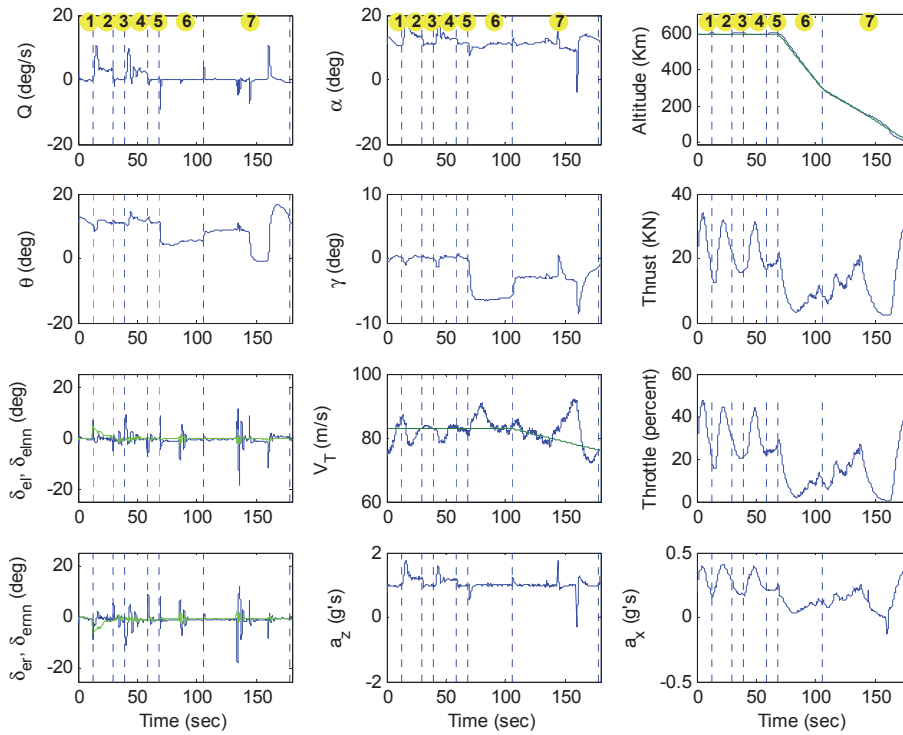 1 2 3 4 5 6 7
20
0
-20
Q (deg/s)
0 50 100 150
1 2 3 4 5 6 7
20
0
-20
α (deg)
0 50 100 150
1 2 3 4 5 6 7
600
400
200
0
Altitude (Km)
0 50 100 150
20
0
-20
θ (deg)
0 50 100 150
10
0
-10
γ (deg)
0 50 100 150
40
20
0
Thrust (KN)
0 50 100 150
20
0
-20
δel, δelnn (deg)
0 50 100 150
100
80
60
VT (m/s)
0 50 100 150
60
40
20
0
Throttle (percent)
0 50 100 150
20
0
-20
δer, δernn (deg)
0 50 100 150
Time (sec)
2
0
-2
az (g's)
0 50 100 150
Time (sec)
0.5
0
-0.5
ax (g's)
0 50 100 150
Time (sec)